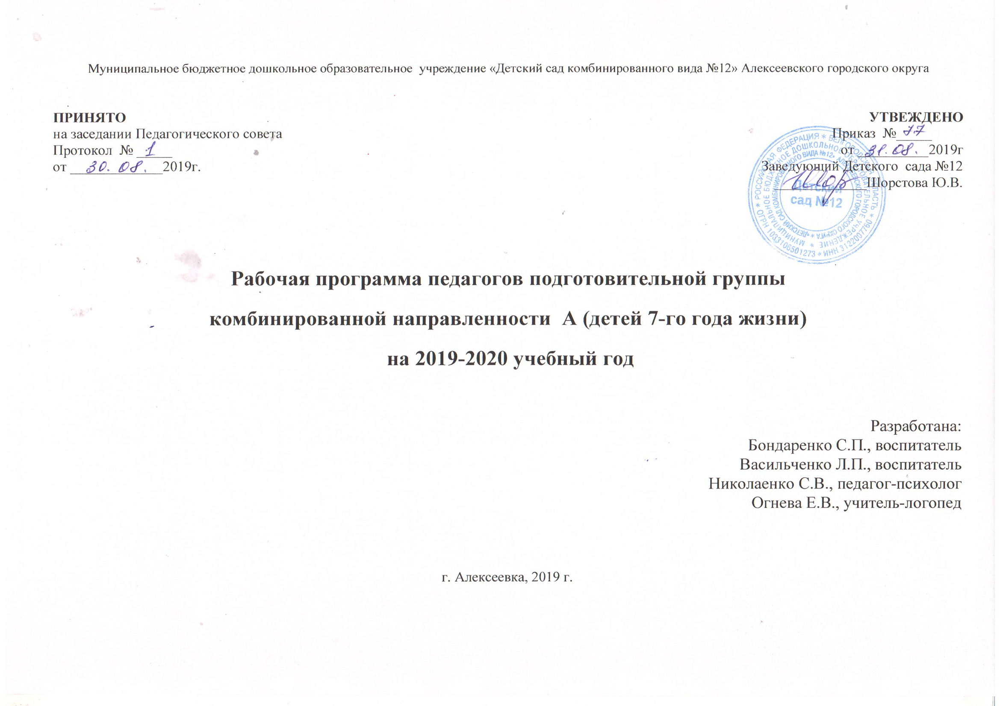 Муниципальное бюджетное дошкольное образовательное учреждение «Детский сад комбинированного вида №12» Алексеевского городского округа
ПРИНЯТО
на заседании Педагогического совета
Протокол № 1
от 30. 08. 2019г.
УТВЕЖДЕНО
Приказ № 77
от 31. 08. 2019г
Заведующий Детского сада №12
Шорстова Ю.В.
РОССИЙСКАЯ ФЕДЕРАЦИЯ * БЕЛГОРОДСКАЯ ОБЛАСТЬ * ИНН 3122007760 * ОГРН 1033106501273 *
МУНИЦИПАЛЬНОЕ БЮДЖЕТНОЕ ДОШКОЛЬНОЕ ОБРАЗОВАТЕЛЬНОЕ УЧРЕЖДЕНИЕ *
«ДЕТСКИЙ САД КОМБИНИРОВАННОГО ВИДА №12» АЛЕКСЕЕВСКОГО ГОРОДСКОГО ОКРУГА *
Детский
сад №12
Рабочая программа педагогов подготовительной группы
комбинированной направленности А (детей 7-го года жизни)
на 2019-2020 учебный год
Разработана:
Бондаренко С.П., воспитатель
Васильченко Л.П., воспитатель
Николаенко С.В., педагог-психолог
Огнева Е.В., учитель-логопед
г. Алексеевка, 2019 г.